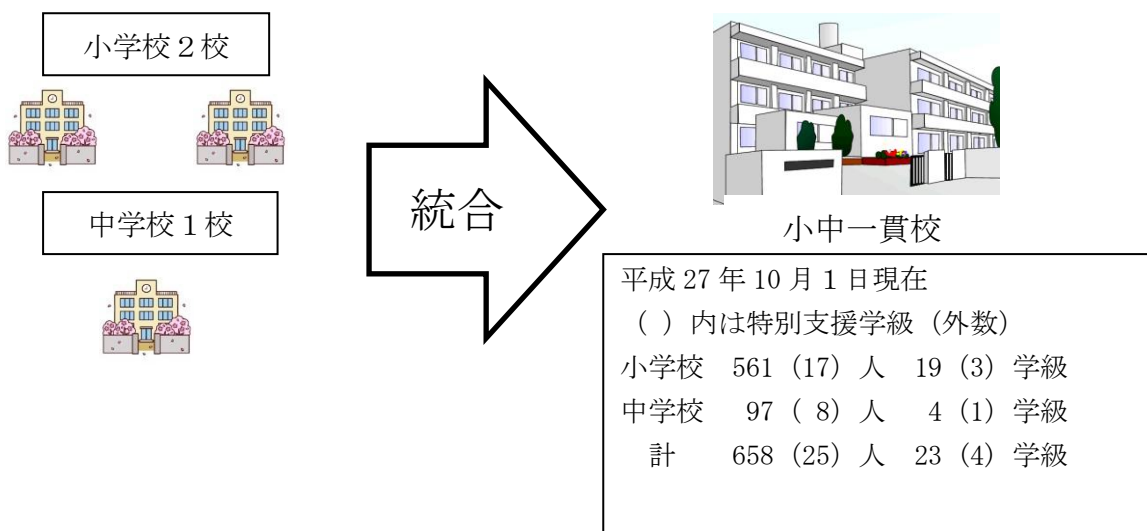 小学校２校
中学校１校
統合
小中一貫校
平成 27 年 10 月１日現在
（ ）内は特別支援学級（外数）
小学校 561（17）人 19（3）学級
中学校 97（ 8）人 4（1）学級
計 658（25）人 23（4）学級